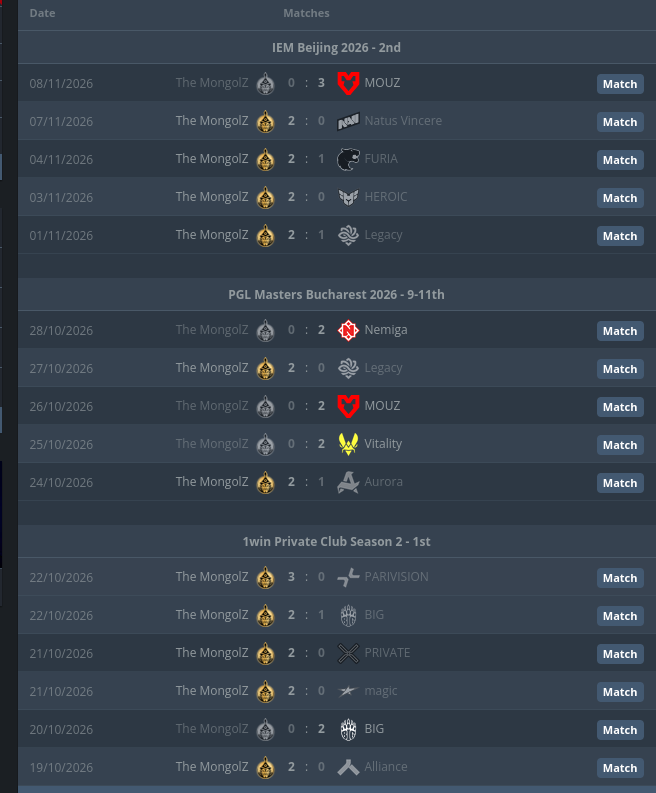 Date Matches
IEM Beijing 2026 - 2nd
08/11/2026 The MongolZ 0 : 3 MOUZ Match
07/11/2026 The MongolZ 2 : 0 Natus Vincere Match
04/11/2026 The MongolZ 2 : 1 FURIA Match
03/11/2026 The MongolZ 2 : 0 HEROIC Match
01/11/2026 The MongolZ 2 : 1 Legacy Match
PGL Masters Bucharest 2026 - 9-11th
28/10/2026 The MongolZ 0 : 2 Nemiga Match
27/10/2026 The MongolZ 2 : 0 Legacy Match
26/10/2026 The MongolZ 0 : 2 MOUZ Match
25/10/2026 The MongolZ 0 : 2 Vitality Match
24/10/2026 The MongolZ 2 : 1 Aurora Match
1win Private Club Season 2 - 1st
22/10/2026 The MongolZ 3 : 0 PARIVISION Match
22/10/2026 The MongolZ 2 : 1 BIG Match
21/10/2026 The MongolZ 2 : 0 PRIVATE Match
21/10/2026 The MongolZ 2 : 0 magic Match
20/10/2026 The MongolZ 0 : 2 BIG Match
19/10/2026 The MongolZ 2 : 0 Alliance Match